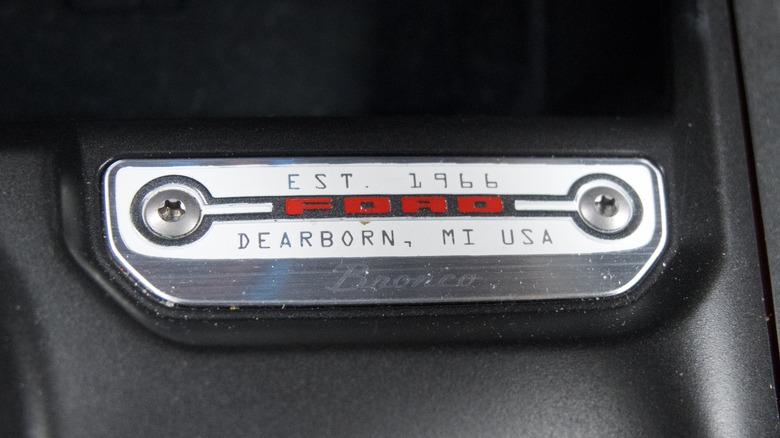 EST. 1966
FORD
DEARBORN, MI USA
Bronco